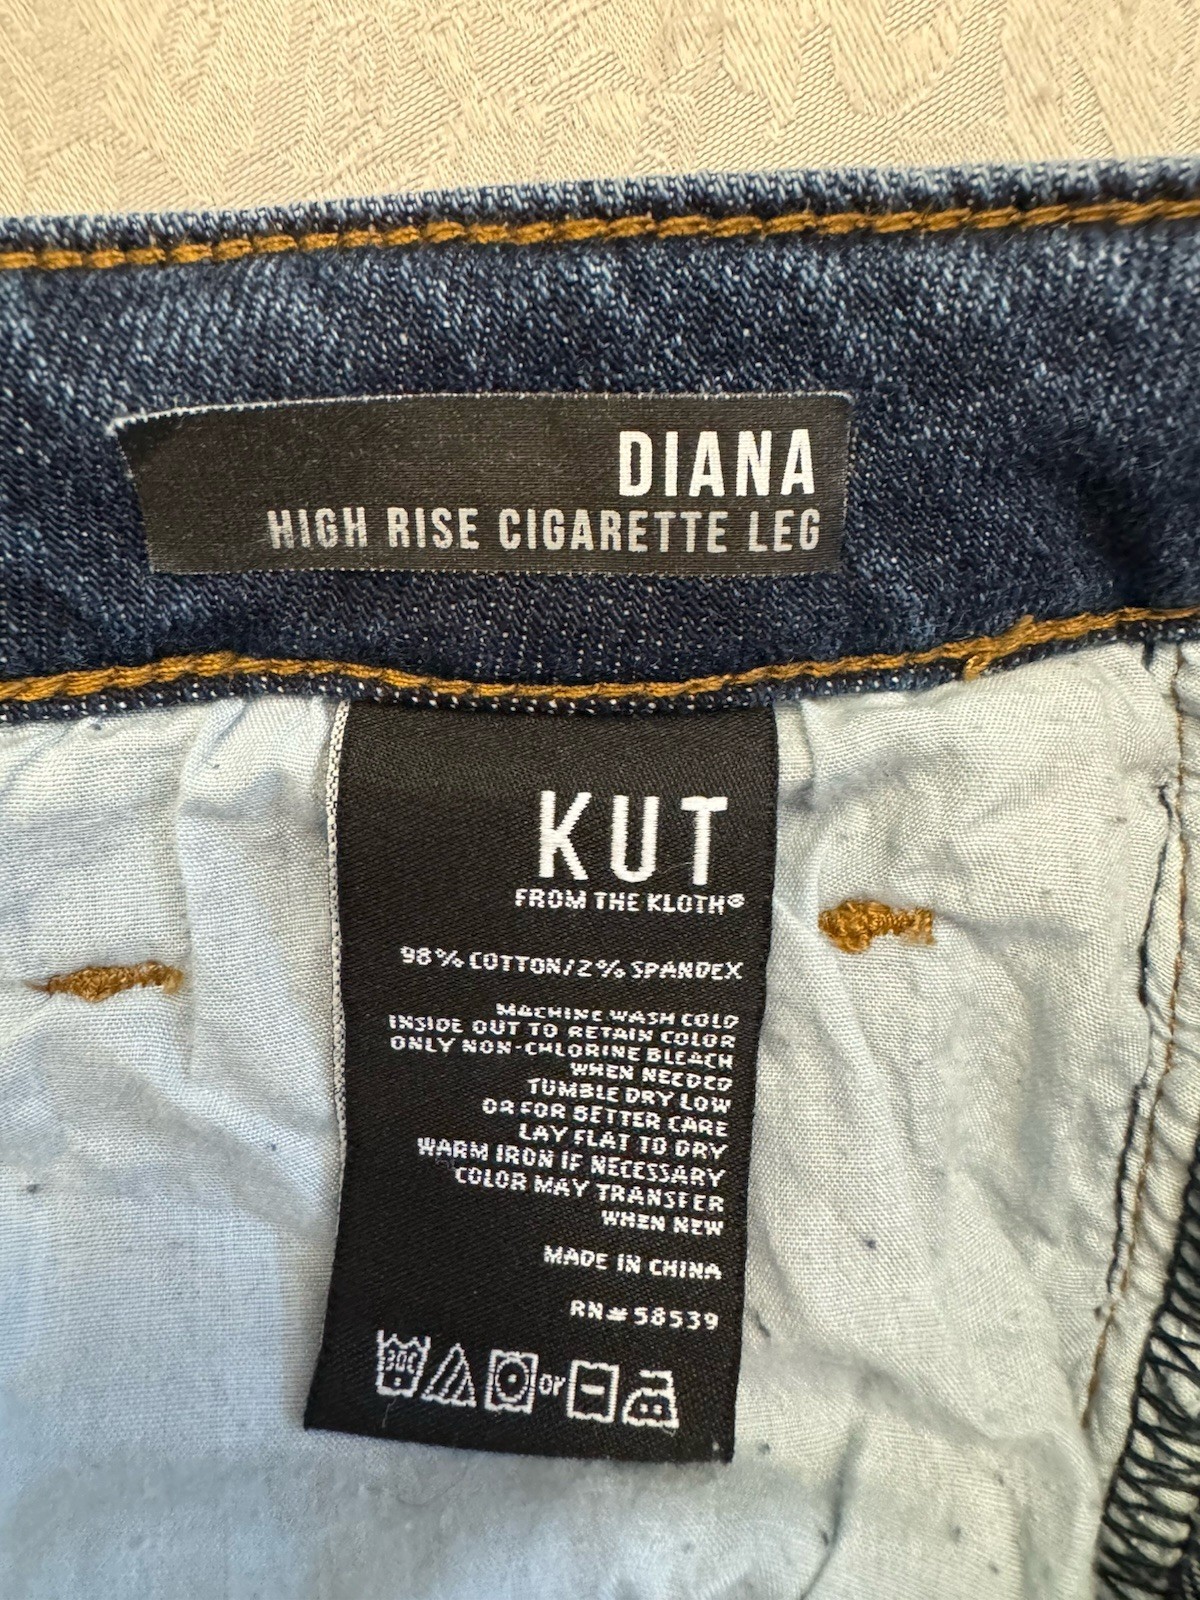 DIANA
HIGH RISE CIGARETTE LEG
KUT
FROM THE KLOTH®
98% COTTON/2% SPANDEX
MACHINE WASH COLD
INSIDE OUT TO RETAIN COLOR
ONLY NON-CHLORINE BLEACH
WHEN NEEDED
TUMBLE DRY LOW
OR FOR BETTER CARE
LAY FLAT TO DRY
WARM IRON IF NECESSARY
COLOR MAY TRANSFER
WHEN NEW
MADE IN CHINA
RN#58539
30C or